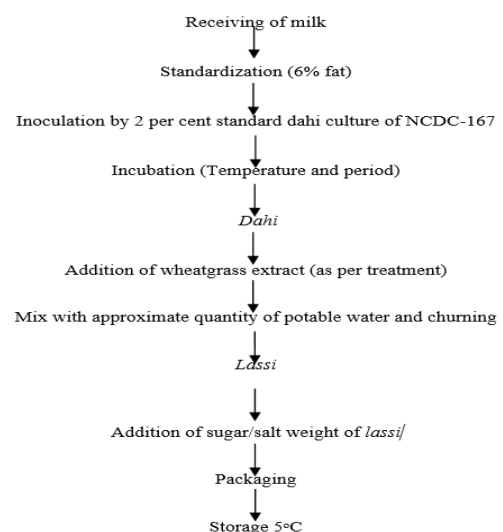 Receiving of milk
Standardization (6% fat)
Inoculation by 2 per cent standard dahi culture of NCDC-167
Incubation (Temperature and period)
Dahi
Addition of wheatgrass extract (as per treatment)
Mix with approximate quantity of potable water and churning
Lassi
Addition of sugar/salt weight of lassi/
Packaging
Storage 5°C